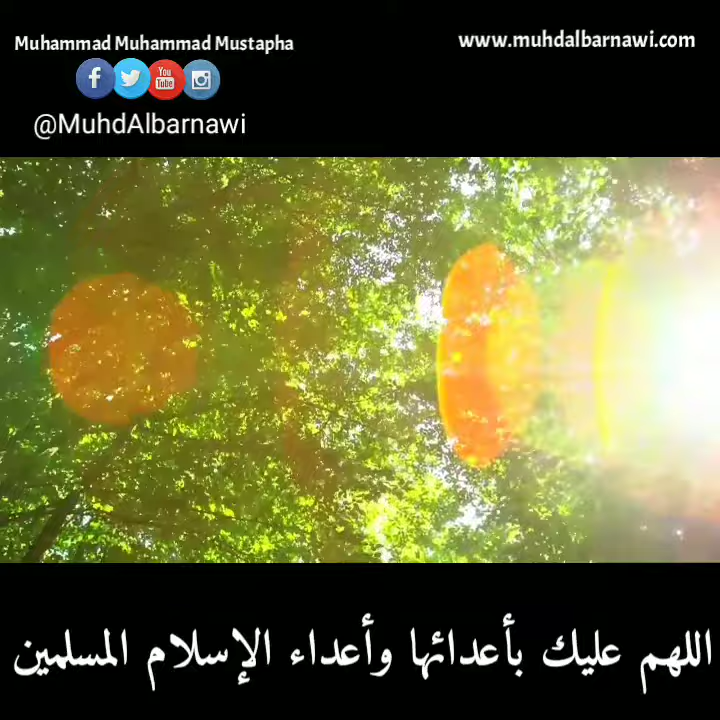 Muhammad Muhammad Mustapha
www.muhdalbarnawi.com
You
Tube
@MuhdAlbarnawi
اللهم عليك بأعدائها وأعداء الإسلام المسلمين